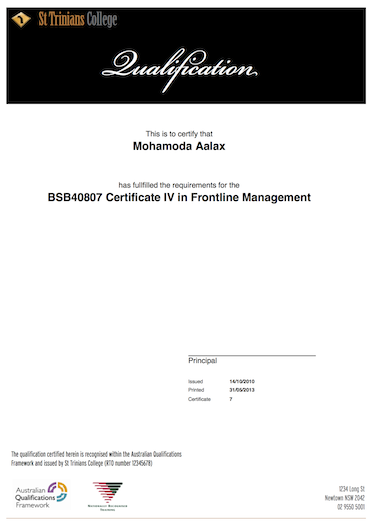 St Trinians College
Qualification
This is to certify that
Mohamoda Aalax
has fullfilled the requirements for the
BSB40807 Certificate IV in Frontline Management
Principal
Issued 14/10/2010
Printed 31/05/2013
Certificate 7
The qualification certified herein is recognised within the Australian Qualifications
Framework and issued by St Trinians College (RTO number 12345678)
Australian
Qualifications
Framework
Nationally Recognised
Training
1234 Long St
Newtown NSW 2042
02 9550 5001